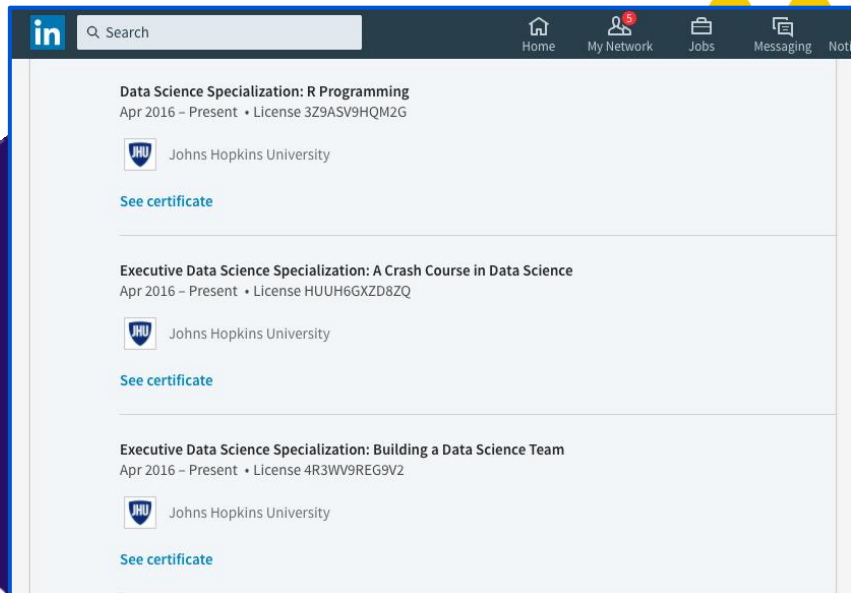 in
Search
Home
5
My Network
Jobs
Messaging
Noti
Data Science Specialization: R Programming
Apr 2016 – Present • License 3Z9ASV9HQM2G
JHU
Johns Hopkins University
See certificate
Executive Data Science Specialization: A Crash Course in Data Science
Apr 2016 – Present • License HUUH6GXZD8ZQ
JHU
Johns Hopkins University
See certificate
Executive Data Science Specialization: Building a Data Science Team
Apr 2016 – Present • License 4R3WV9REG9V2
JHU
Johns Hopkins University
See certificate